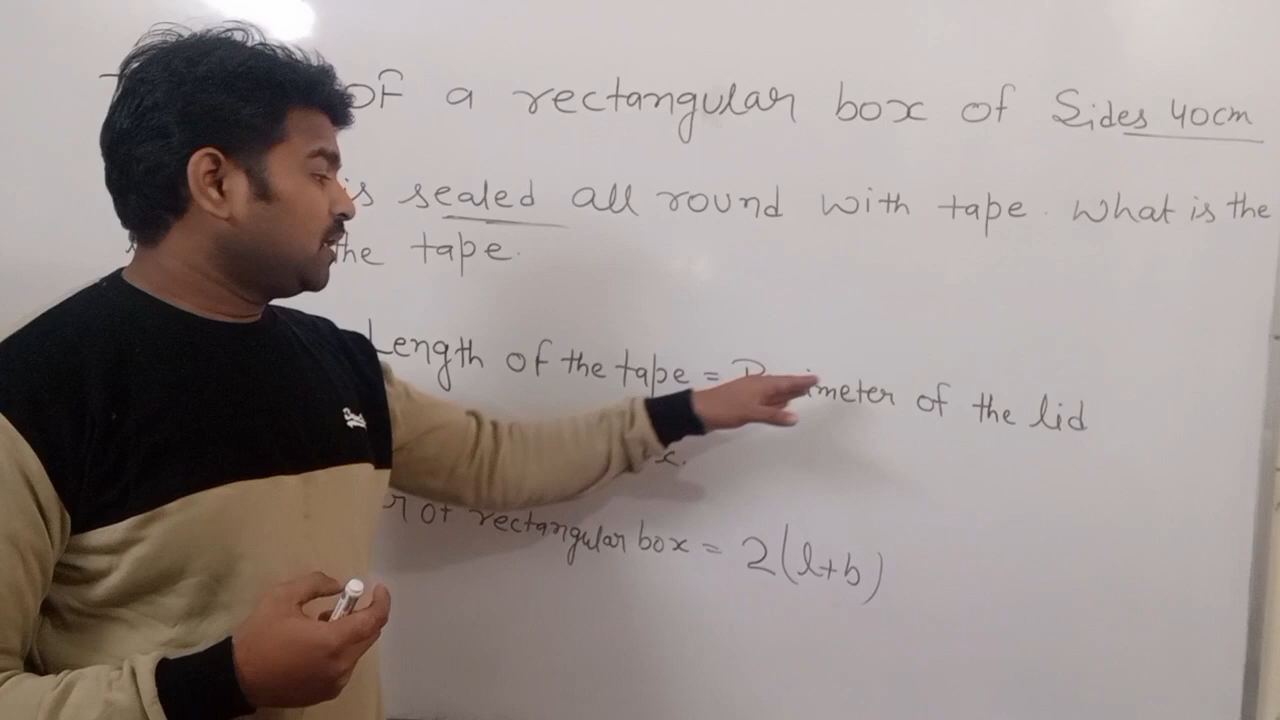 OF a rectangular box of Sides 40cm
is sealed all round with tape. What is the
the tape.
Length of the tape = Perimeter of the lid
of rectangular box = 2(l+b)